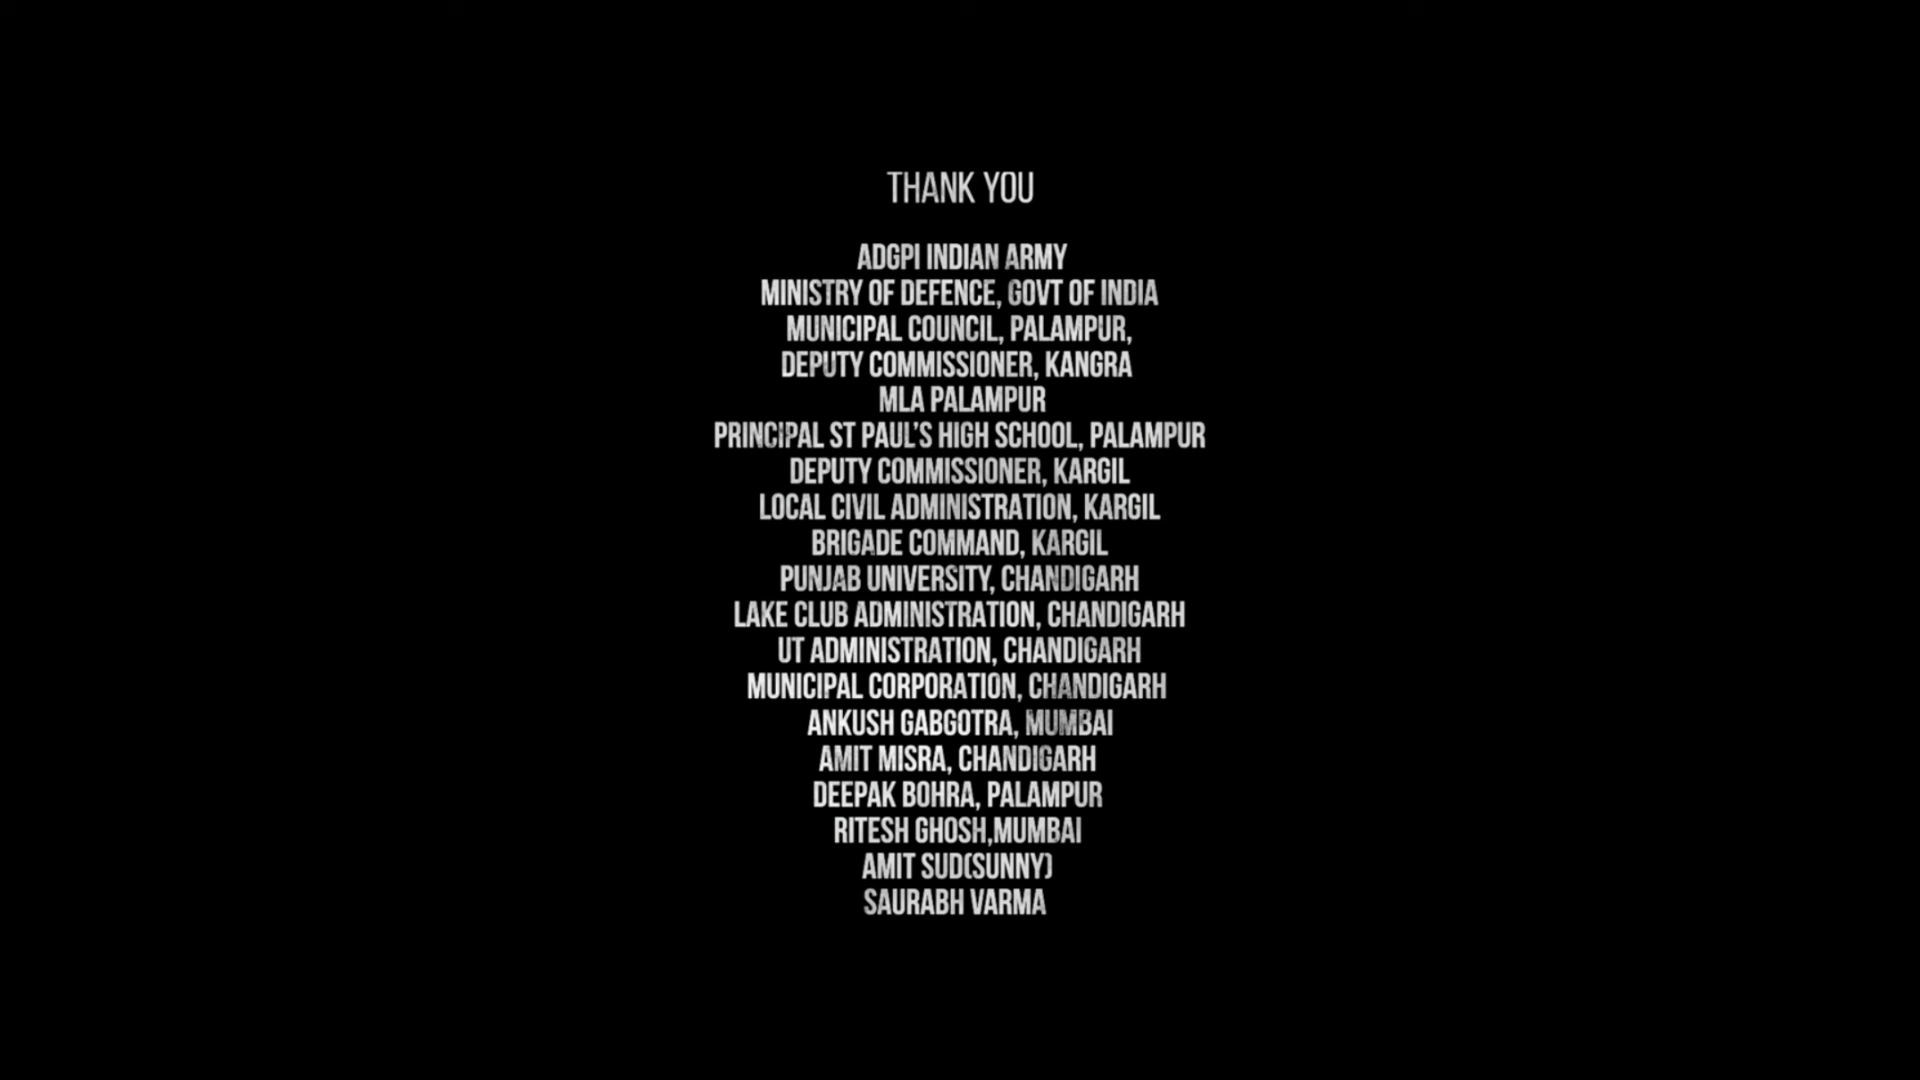 THANK YOU
ADGPI INDIAN ARMY
MINISTRY OF DEFENCE, GOVT OF INDIA
MUNICIPAL COUNCIL, PALAMPUR,
DEPUTY COMMISSIONER, KANGRA
MLA PALAMPUR
PRINCIPAL ST PAUL'S HIGH SCHOOL, PALAMPUR
DEPUTY COMMISSIONER, KARGIL
LOCAL CIVIL ADMINISTRATION, KARGIL
BRIGADE COMMAND, KARGIL
PUNJAB UNIVERSITY, CHANDIGARH
LAKE CLUB ADMINISTRATION, CHANDIGARH
UT ADMINISTRATION, CHANDIGARH
MUNICIPAL CORPORATION, CHANDIGARH
ANKUSH GABGOTRA, MUMBAI
AMIT MISRA, CHANDIGARH
DEEPAK BOHRA, PALAMPUR
RITESH GHOSH,MUMBAI
AMIT SUD(SUNNY)
SAURABH VARMA